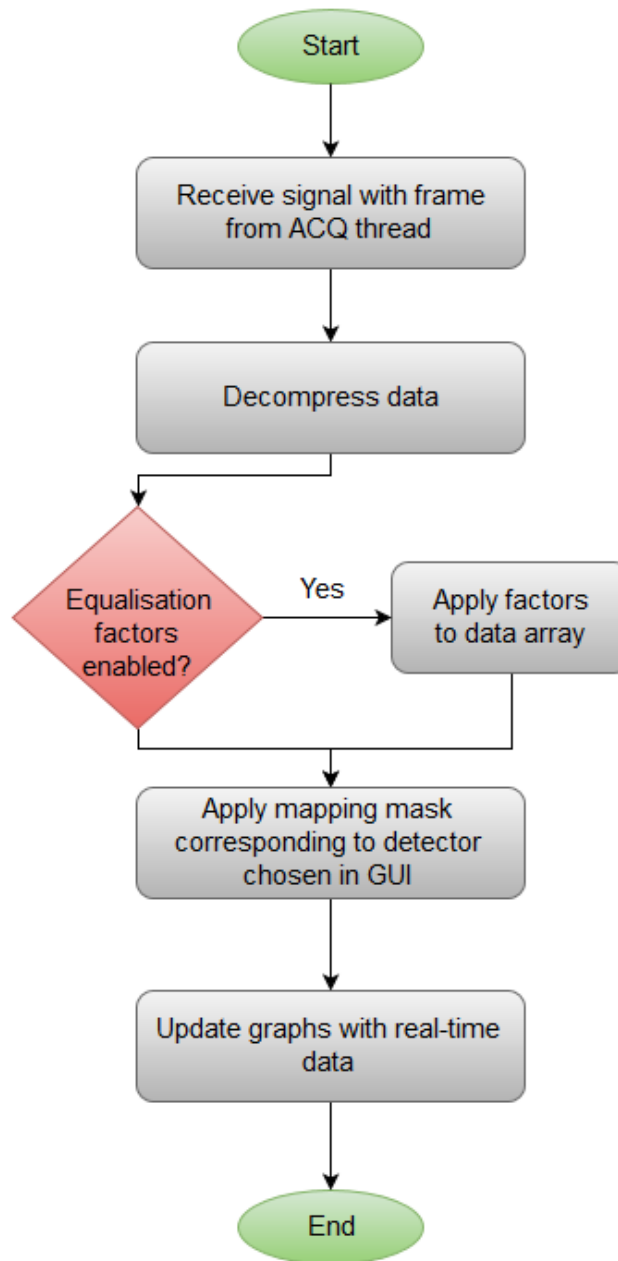 Start
Receive signal with frame
from ACQ thread
Decompress data
Equalisation
factors
enabled?
Yes
Apply factors
to data array
Apply mapping mask
corresponding to detector
chosen in GUI
Update graphs with real-time
data
End